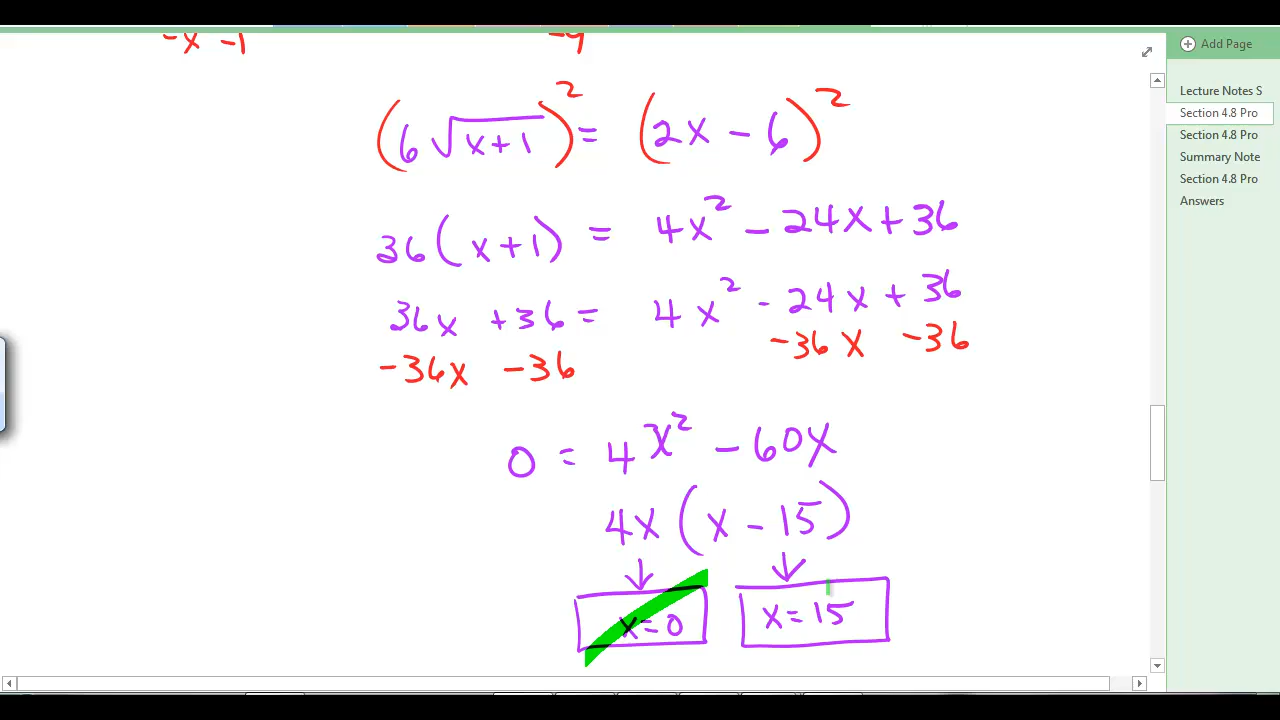 -x -1 -9
(6√x+1)² = (2x - 6)²
36(x+1) = 4x² - 24x + 36
36x + 36 = 4x² - 24x + 36
-36x -36 -36x -36
0 = 4x² - 60x
4x(x - 15)
x=0 x=15
Add Page
Lecture Notes S
Section 4.8 Pro
Section 4.8 Pro
Summary Note
Section 4.8 Pro
Answers